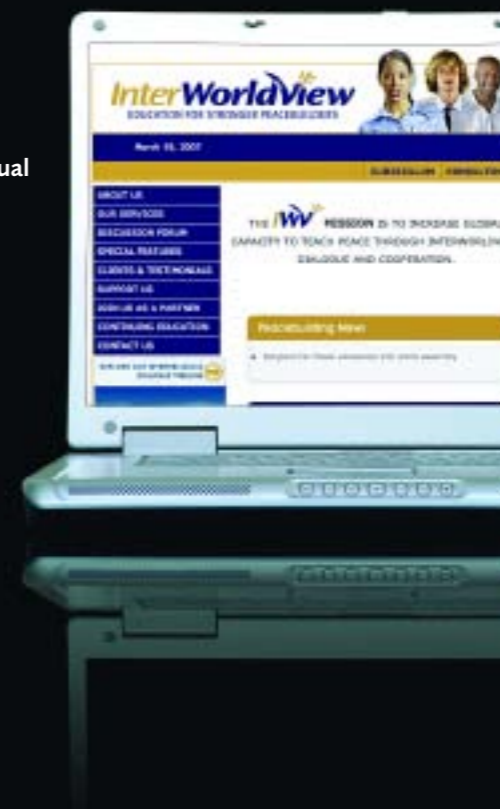 ual
InterWorldView
EDUCATION FOR STRONGER PEACEBUILDERS
March 2007
CURRICULUM
ABOUT US
OUR SERVICES
DISCUSSION FORUM
SPECIAL FEATURES
CLIENTS & TESTIMONIALS
SUPPORT US
JOIN US AS A PARTNER
CONTINUING EDUCATION
CONTACT US
THE IWV MISSION IS TO INCREASE GLOBAL
CAPACITY TO TEACH PEACE THROUGH INTERWORLDVIEW
DIALOGUE AND COOPERATION.
Peacebuilding News